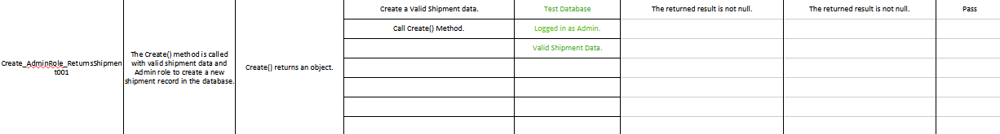 Create a Valid Shipment data. Test Database The returned result is not null. The returned result is not null. Pass
Call Create() Method. Logged in as Admin.
Valid Shipment Data.
Create_AdminRole_ReturnsShipmen
t001
The Create() method is called
with valid shipment data and
Admin role to create a new
shipment record in the database.
Create() returns an object.